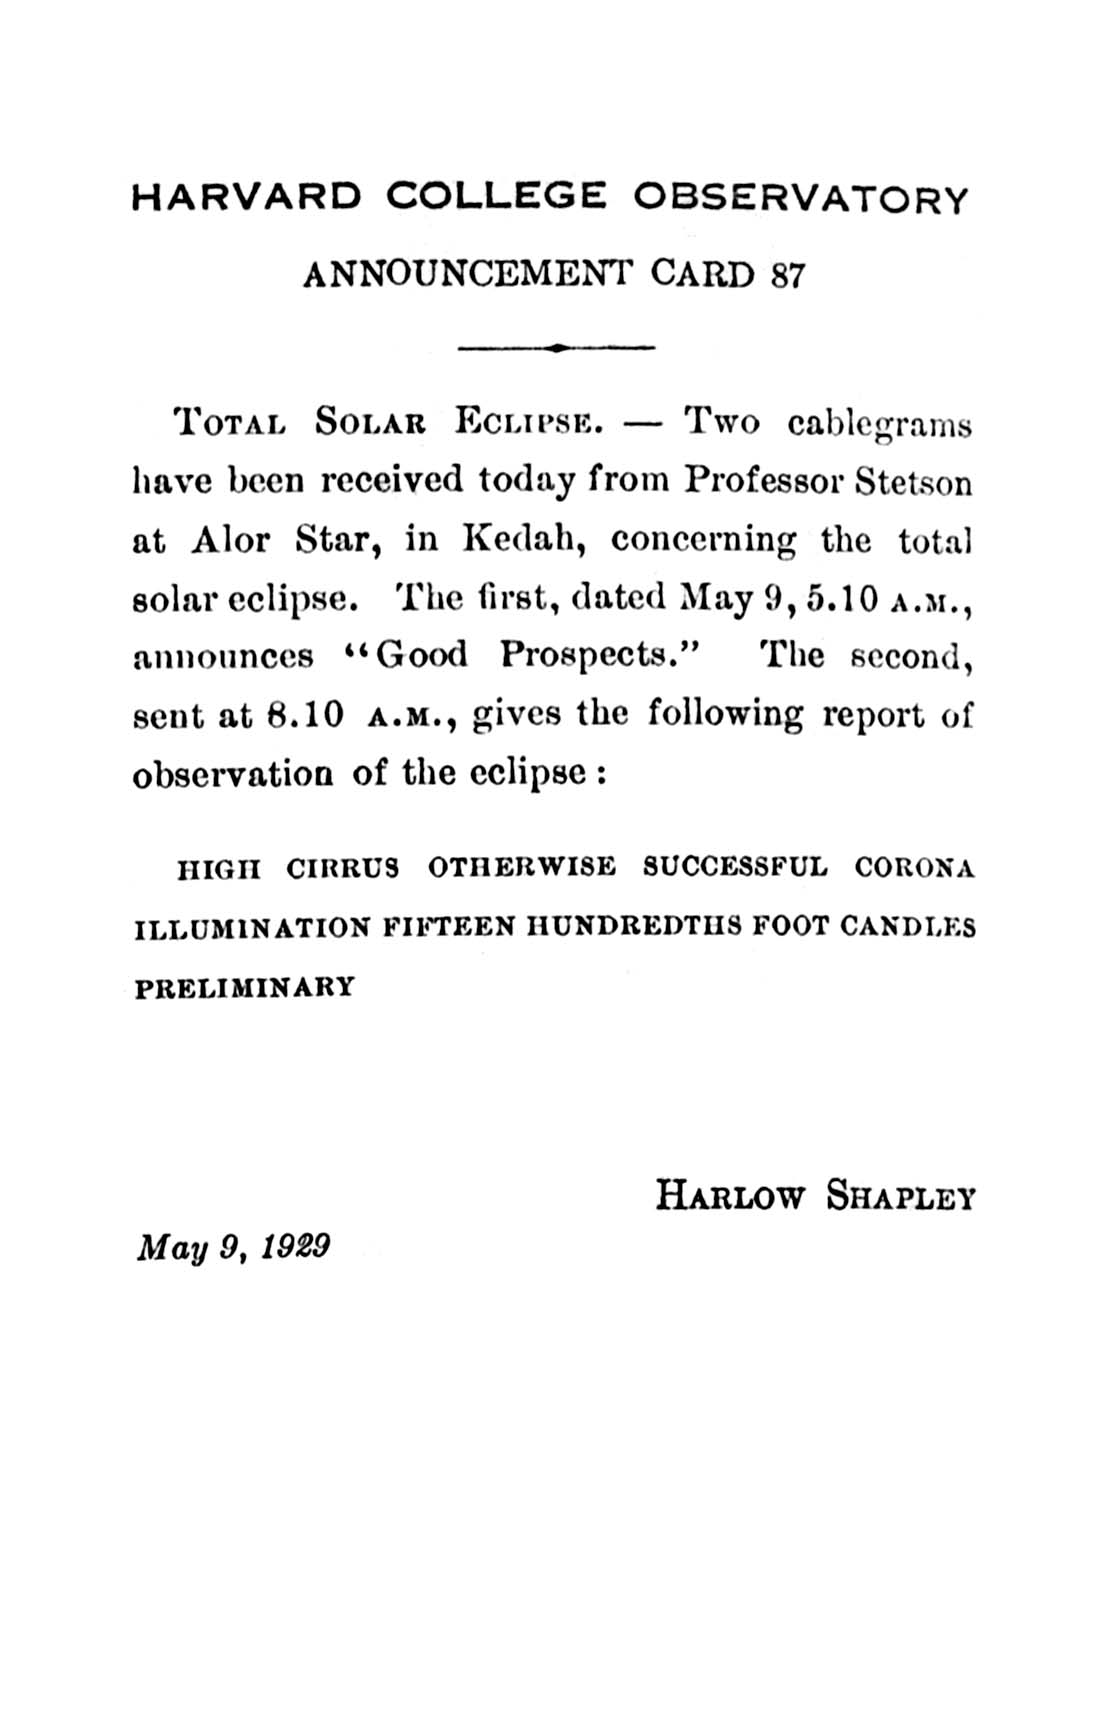 HARVARD COLLEGE OBSERVATORY
ANNOUNCEMENT CARD 87
TOTAL SOLAR ECLIPSE. — Two cablegrams
have been received today from Professor Stetson
at Alor Star, in Kedah, concerning the total
solar eclipse. The first, dated May 9, 5.10 A.M.,
announces “Good Prospects.” The second,
sent at 8.10 A.M., gives the following report of
observation of the eclipse:
HIGH CIRRUS OTHERWISE SUCCESSFUL CORONA
ILLUMINATION FIFTEEN HUNDREDTHS FOOT CANDLES
PRELIMINARY
HARLOW SHAPLEY
May 9, 1929